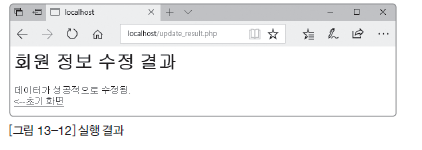 localhost
localhost/update_result.php
회원 정보 수정 결과
데이터가 성공적으로 수정됨.
<--초기 화면
[그림 13-12] 실행 결과